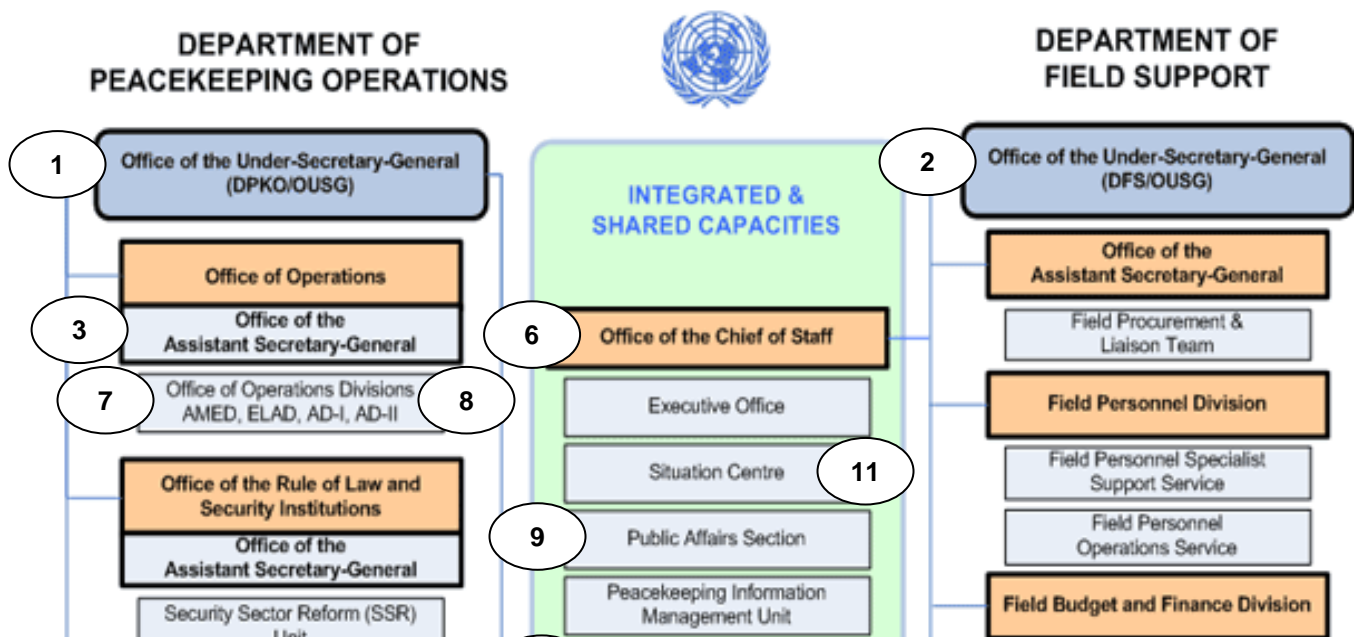 DEPARTMENT OF
PEACEKEEPING OPERATIONS
DEPARTMENT OF
FIELD SUPPORT
1
Office of the Under-Secretary-General
(DPKO/OUSG)
Office of Operations
3
Office of the
Assistant Secretary-General
7
Office of Operations Divisions
AMED, ELAD, AD-I, AD-II
8
Office of the Rule of Law and
Security Institutions
Office of the
Assistant Secretary-General
Security Sector Reform (SSR)
Unit
INTEGRATED &
SHARED CAPACITIES
6
Office of the Chief of Staff
Executive Office
Situation Centre
11
9
Public Affairs Section
Peacekeeping Information
Management Unit
2
Office of the Under-Secretary-General
(DFS/OUSG)
Office of the
Assistant Secretary-General
Field Procurement &
Liaison Team
Field Personnel Division
Field Personnel Specialist
Support Service
Field Personnel
Operations Service
Field Budget and Finance Division